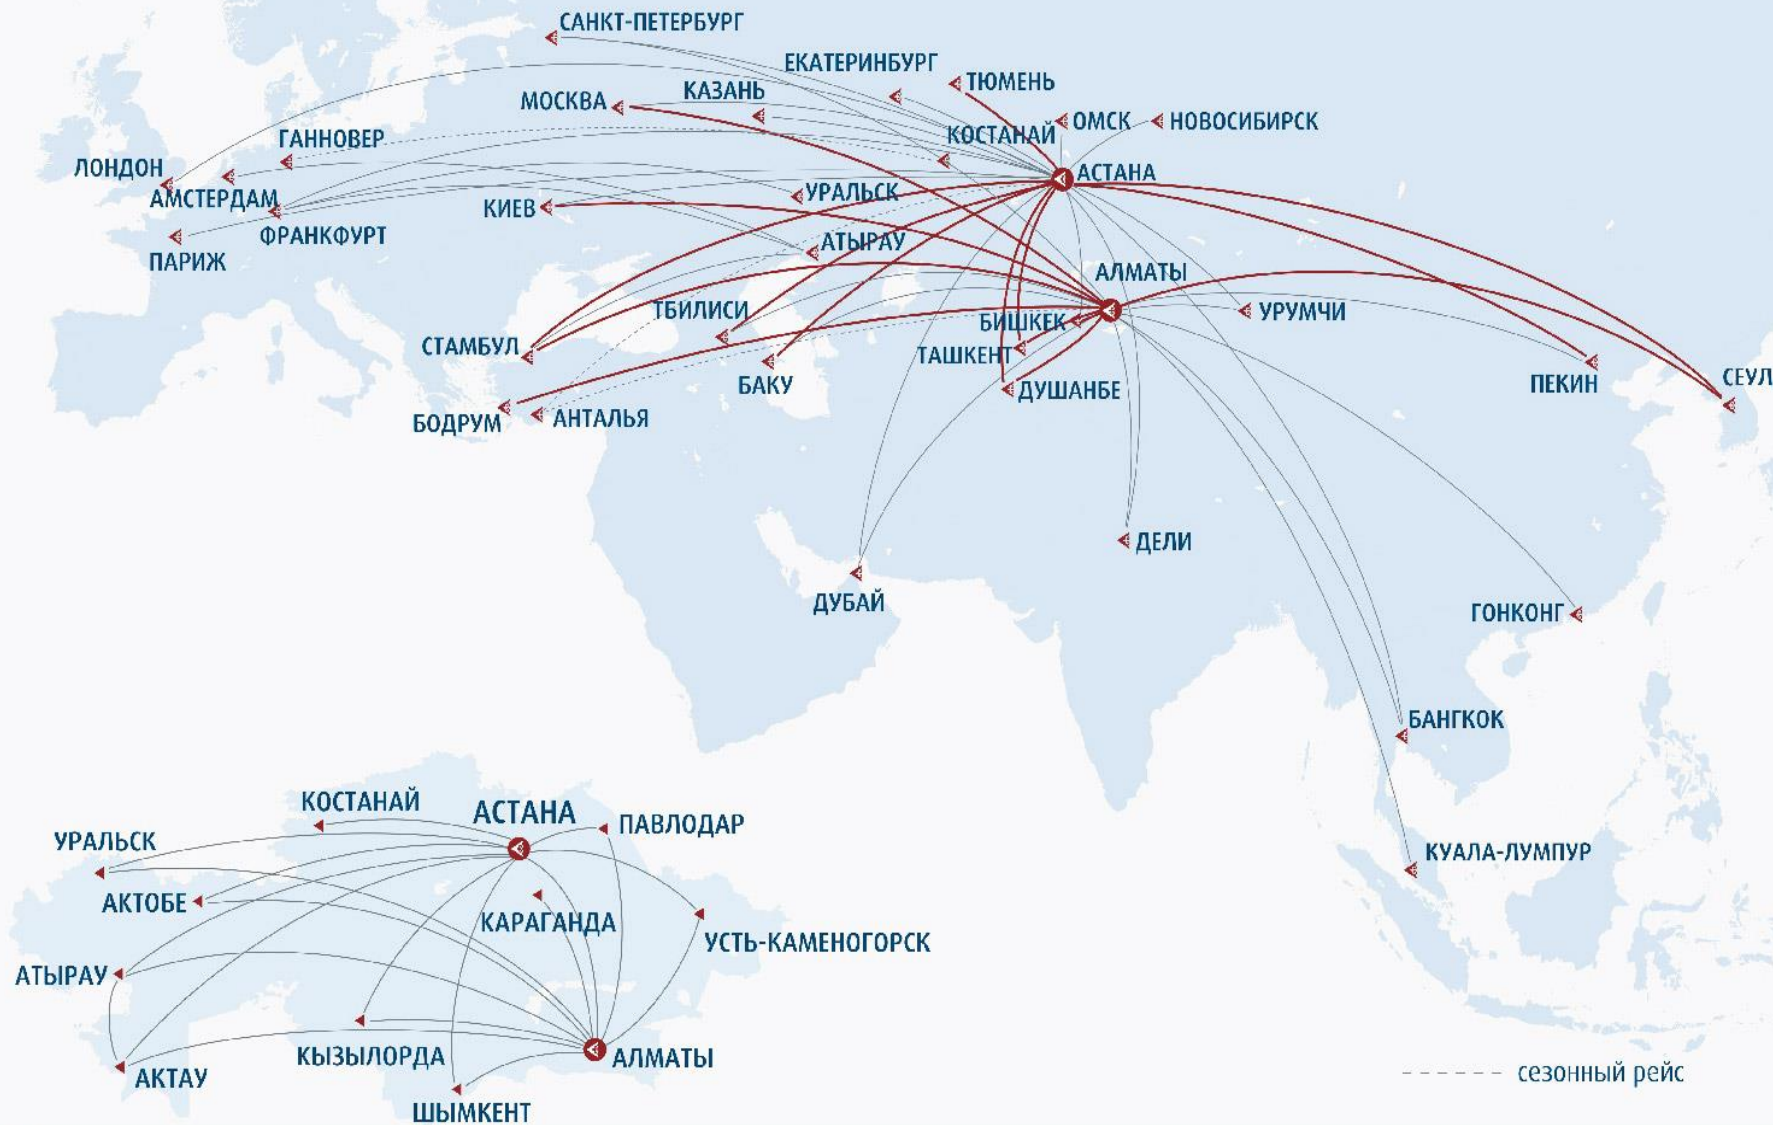 САНКТ-ПЕТЕРБУРГ
ЕКАТЕРИНБУРГ
ТЮМЕНЬ
МОСКВА
КАЗАНЬ
КОСТАНАЙ
ОМСК
НОВОСИБИРСК
ГАННОВЕР
ЛОНДОН
АСТАНА
АМСТЕРДАМ
УРАЛЬСК
КИЕВ
ФРАНКФУРТ
АТЫРАУ
ПАРИЖ
АЛМАТЫ
ТБИЛИСИ
БИШКЕК
УРУМЧИ
СТАМБУЛ
ТАШКЕНТ
БАКУ
ДУШАНБЕ
ПЕКИН
СЕУЛ
БОДРУМ
АНТАЛЬЯ
ДЕЛИ
ДУБАЙ
ГОНКОНГ
БАНГКОК
КУАЛА-ЛУМПУР
КОСТАНАЙ
АСТАНА
ПАВЛОДАР
УРАЛЬСК
АКТОБЕ
КАРАГАНДА
УСТЬ-КАМЕНОГОРСК
АТЫРАУ
КЫЗЫЛОРДА
АЛМАТЫ
АКТАУ
ШЫМКЕНТ
сезонный рейс